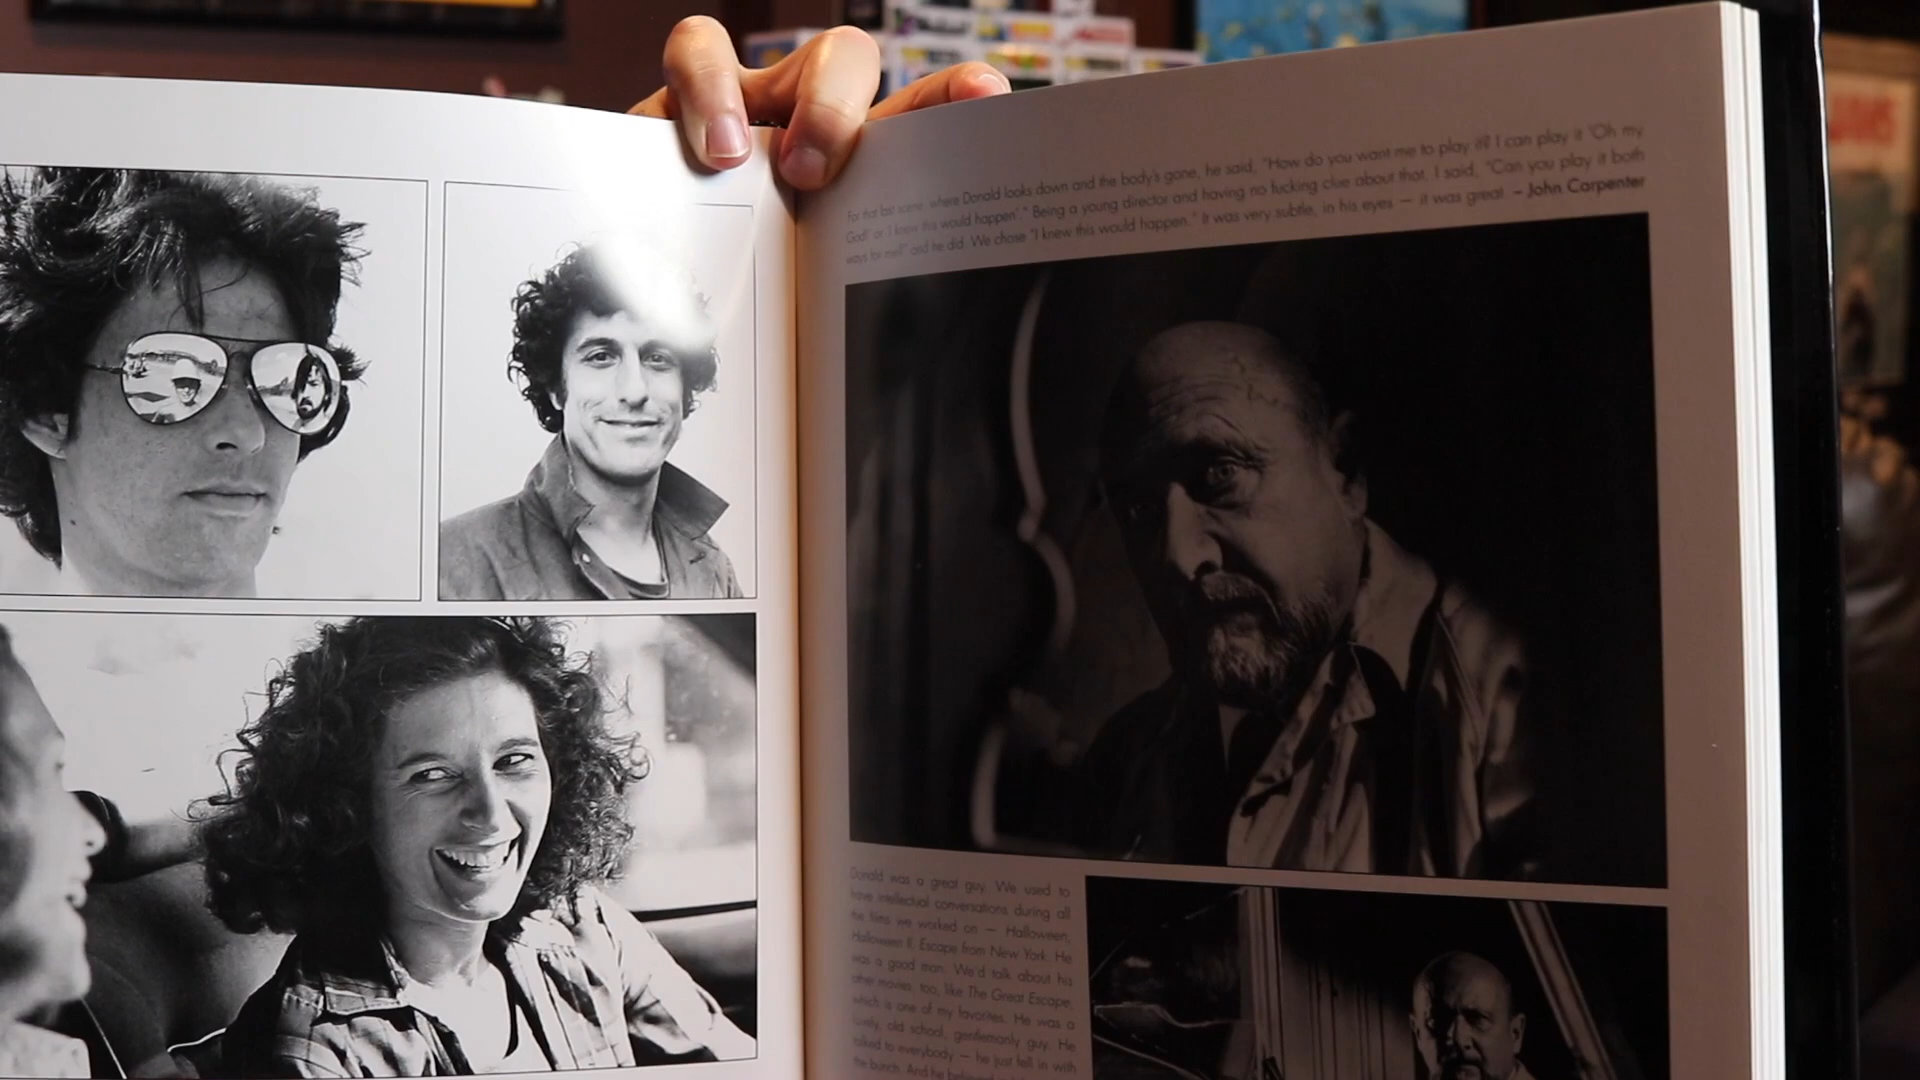 For that last scene where Donald looks down and the body's gone, he said, "How do you want me to play it? I can play it 'Oh my
God!' or 'I knew this would happen'." Being a young director and having no fucking clue about that, I said, "Can you play it both
ways for me?" and he did. We chose "I knew this would happen." It was very subtle, in his eyes — it was great. – John Carpenter
Donald was a great guy. We used to
have intellectual conversations during all
the films we worked on — Halloween,
Halloween II, Escape from New York. He
was a good man. We'd talk about his
other movies, too, like The Great Escape,
which is one of my favorites. He was a
lovely, old school, gentlemanly guy. He
talked to everybody — he just fell in with
the bunch. And he